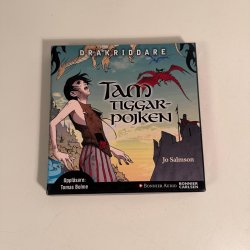 DRAKRIDDARE
TAM
TIGGAR-
POJKEN
Jo Salmson
Uppläsare:
Tomas Bolme
BONNIER AUDIO
BONNIER
CARLSEN